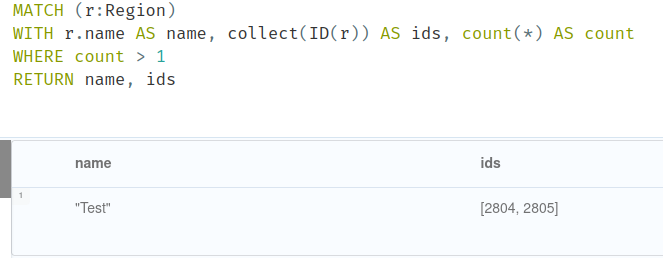 MATCH (r:Region)
WITH r.name AS name, collect(ID(r)) AS ids, count(*) AS count
WHERE count > 1
RETURN name, ids
name ids
1 "Test" [2804, 2805]